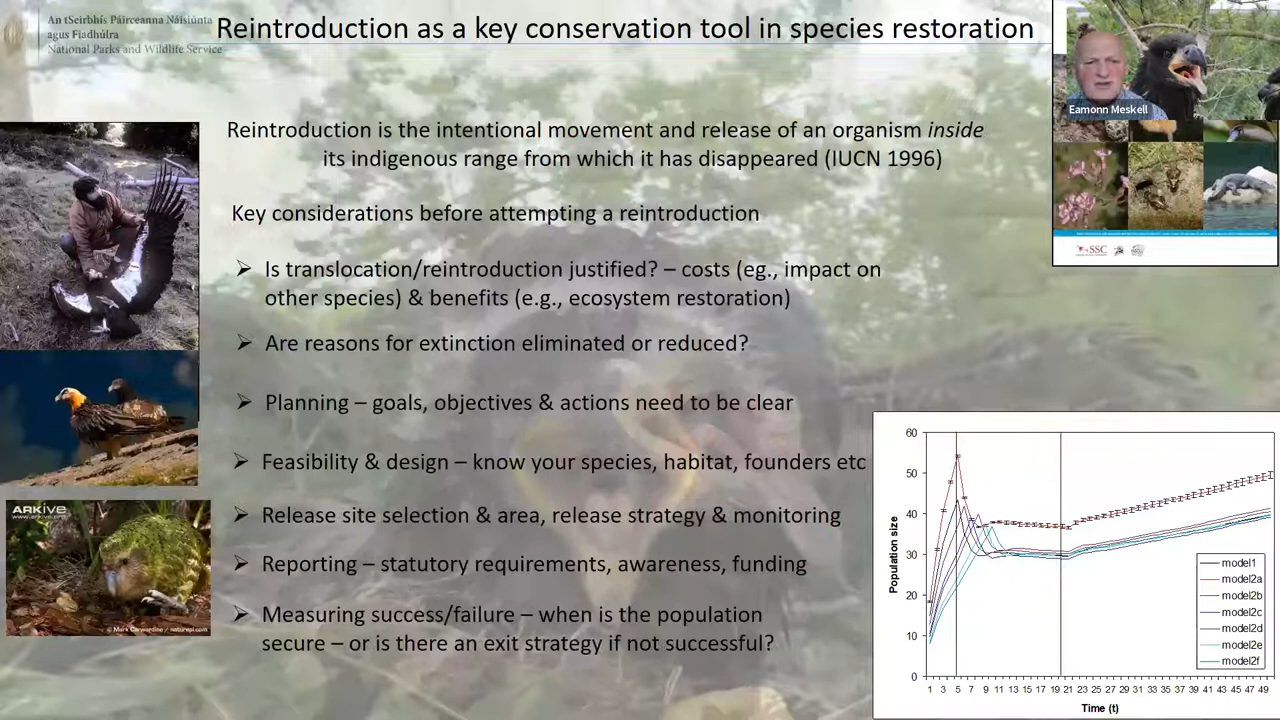 An tSeirbhís Páirceanna Náisiúnta
agus Fiadhúlra
National Parks and Wildlife Service
Reintroduction as a key conservation tool in species restoration
Eamonn Meskell
SSC
Reintroduction is the intentional movement and release of an organism inside
its indigenous range from which it has disappeared (IUCN 1996)
Key considerations before attempting a reintroduction
➢ Is translocation/reintroduction justified? – costs (eg., impact on
other species) & benefits (e.g., ecosystem restoration)
➢ Are reasons for extinction eliminated or reduced?
➢ Planning – goals, objectives & actions need to be clear
➢ Feasibility & design – know your species, habitat, founders etc
➢ Release site selection & area, release strategy & monitoring
➢ Reporting – statutory requirements, awareness, funding
➢ Measuring success/failure – when is the population
secure – or is there an exit strategy if not successful?
ARKive
www.arkive.org
© Mark Carwardine / naturepl.com
60
50
40
30
20
10
0
Population size
model1
model2a
model2b
model2c
model2d
model2e
model2f
1 3 5 7 9 11 13 15 17 19 21 23 25 27 29 31 33 35 37 39 41 43 45 47 49
Time (t)